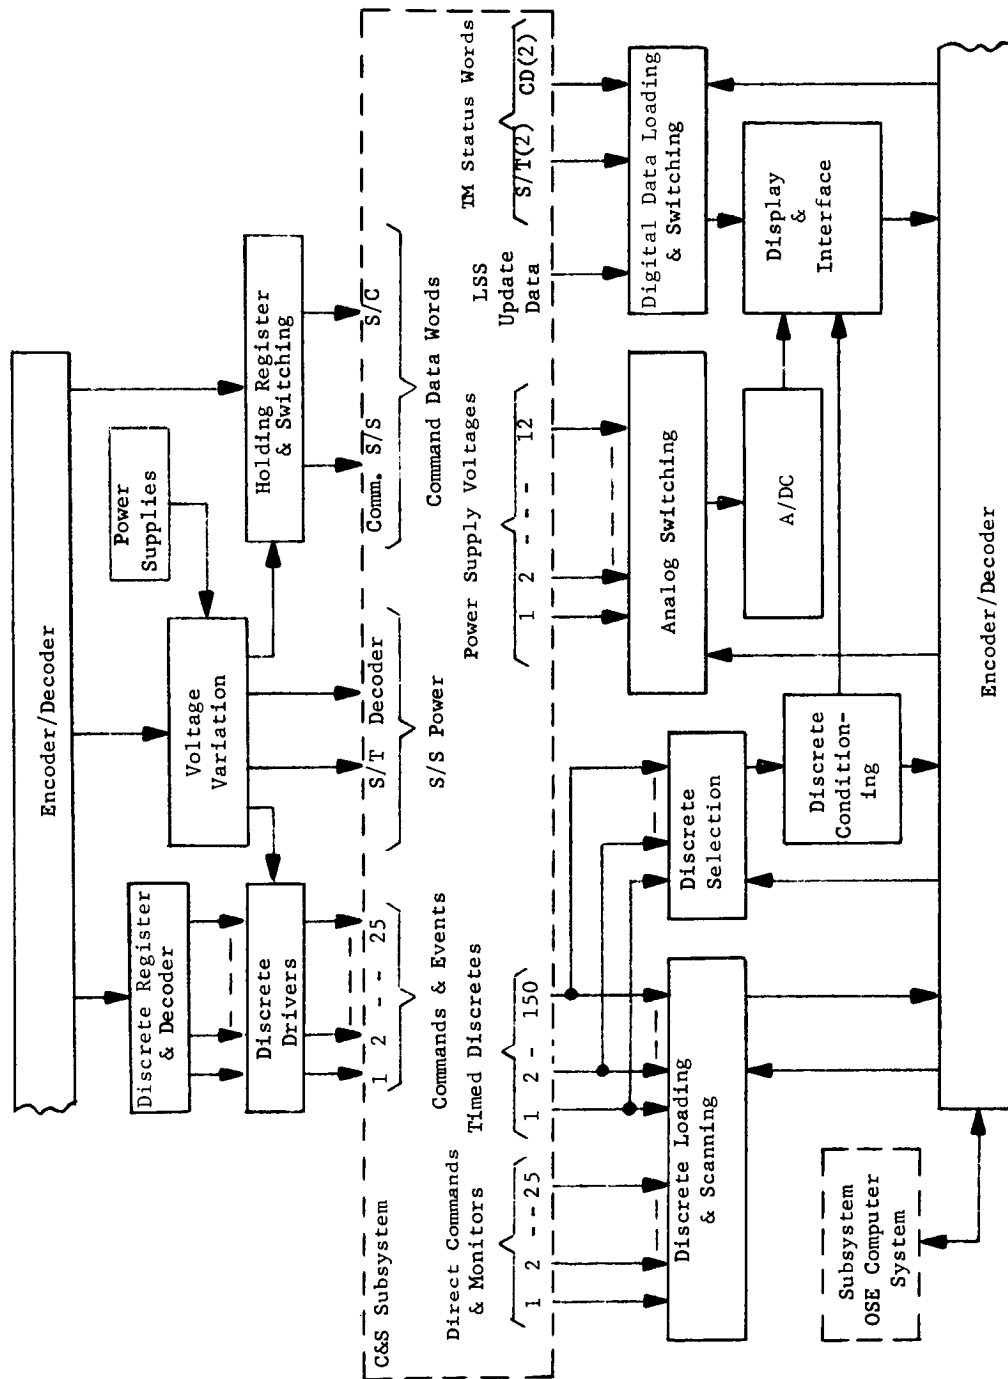 Encoder/Decoder
Power
Supplies
Discrete Register
& Decoder
Voltage
Variation
Holding Register
& Switching
Discrete
Drivers
1 2 - - 25
S/T Decoder
Comm. S/S S/C
C&S Subsystem
Commands & Events
S/S Power
Command Data Words
Direct Commands
& Monitors
1 2 - - 25
Timed Discretes
1 2 - 150
Power Supply Voltages
1 2 - - - 12
LSS
Update
Data
TM Status Words
S/T(2) CD(2)
Discrete Loading
& Scanning
Discrete
Selection
Analog Switching
Digital Data Loading
& Switching
Discrete
Condition-
ing
A/DC
Display
&
Interface
Subsystem
OSE Computer
System
Encoder/Decoder